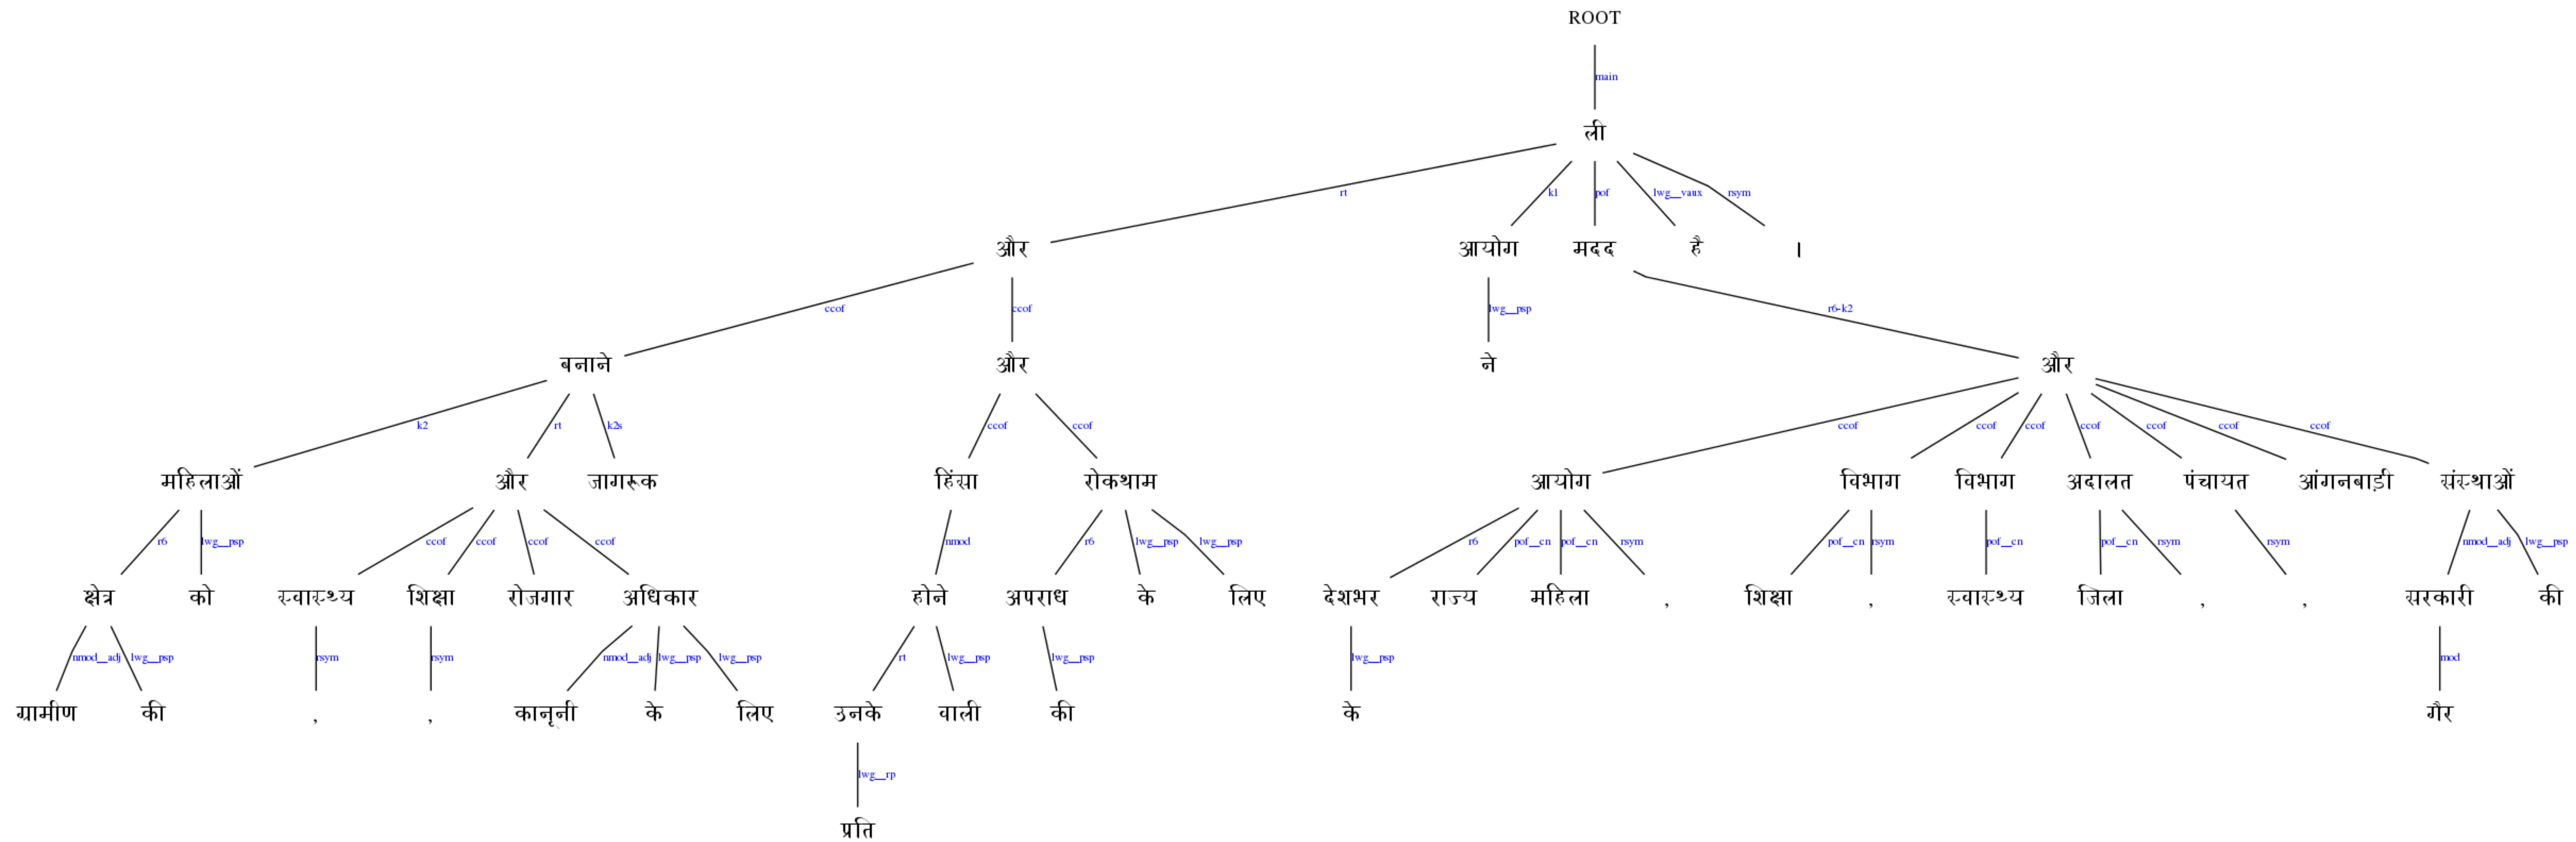 ROOT
main
ली
rt k1 pof lwg__vaux rsym
और आयोग मदद है ।
ccof ccof lwg__psp r6-k2
बनाने और ने और
k2 rt k2s ccof ccof ccof ccof ccof ccof ccof ccof ccof
महिलाओं और जागरूक हिंसा रोकथाम आयोग विभाग विभाग अदालत पंचायत आंगनबाड़ी संस्थाओं
r6 lwg__psp ccof ccof ccof ccof nmod r6 lwg__psp lwg__psp r6 pof__cn pof__cn rsym pof__cn rsym pof__cn pof__cn rsym rsym nmod__adj lwg__psp
क्षेत्र को स्वास्थ्य शिक्षा रोजगार अधिकार होने अपराध के लिए देशभर राज्य महिला , शिक्षा , स्वास्थ्य जिला , , सरकारी की
nmod__adj lwg__psp rsym rsym nmod__adj lwg__psp lwg__psp rt lwg__psp lwg__psp lwg__psp mod
ग्रामीण की , , कानूनी के लिए उनके वाली की के गैर
lwg__rp
प्रति